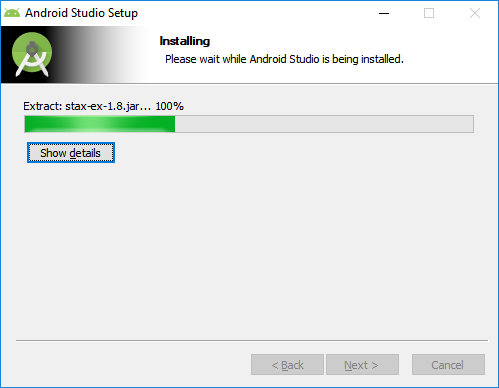 Android Studio Setup
Installing
Please wait while Android Studio is being installed.
Extract: stax-ex-1.8.jar... 100%
Show details
< Back
Next >
Cancel